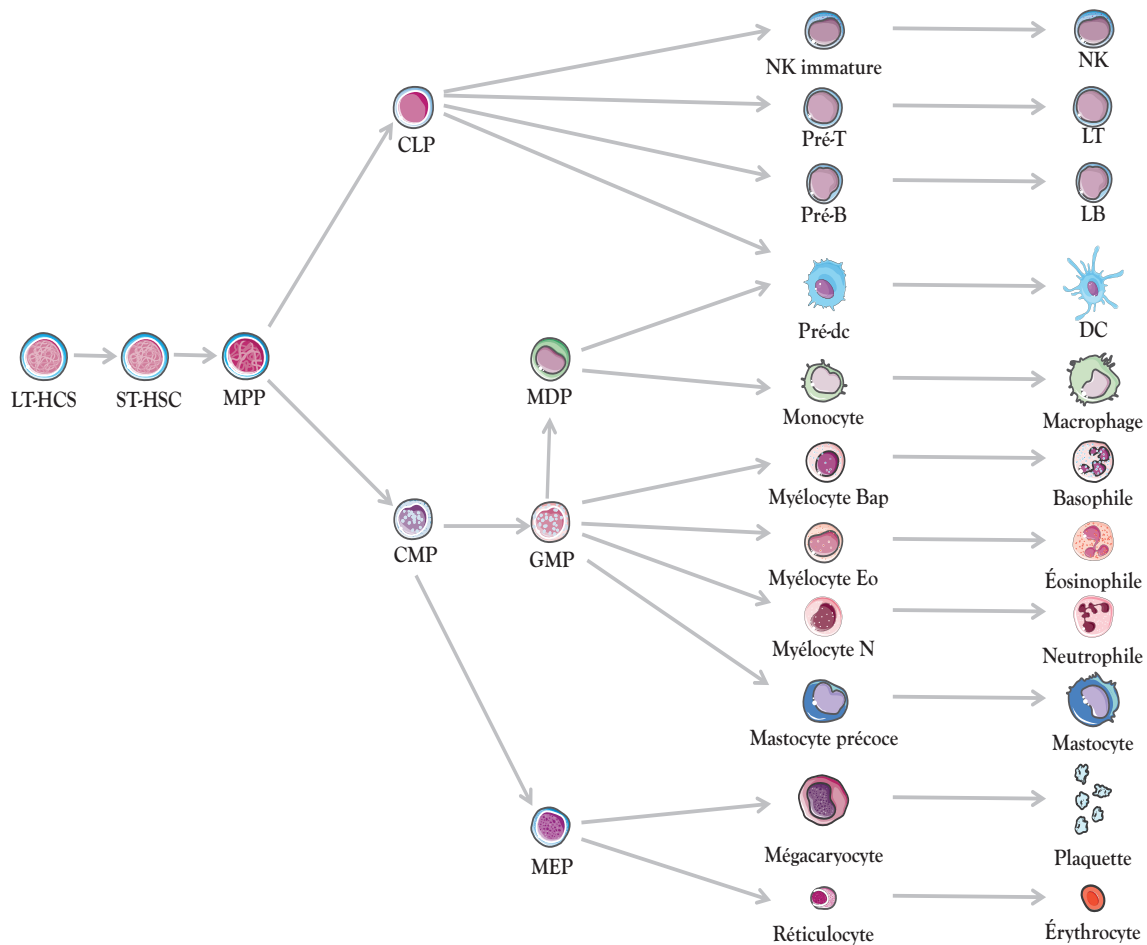 NK immature
NK
CLP
Pré-T
LT
Pré-B
LB
Pré-dc
DC
LT-HCS
ST-HSC
MPP
MDP
Monocyte
Macrophage
Myélocyte Bap
Basophile
CMP
GMP
Myélocyte Eo
Éosinophile
Myélocyte N
Neutrophile
Mastocyte précoce
Mastocyte
MEP
Mégacaryocyte
Plaquette
Réticulocyte
Érythrocyte